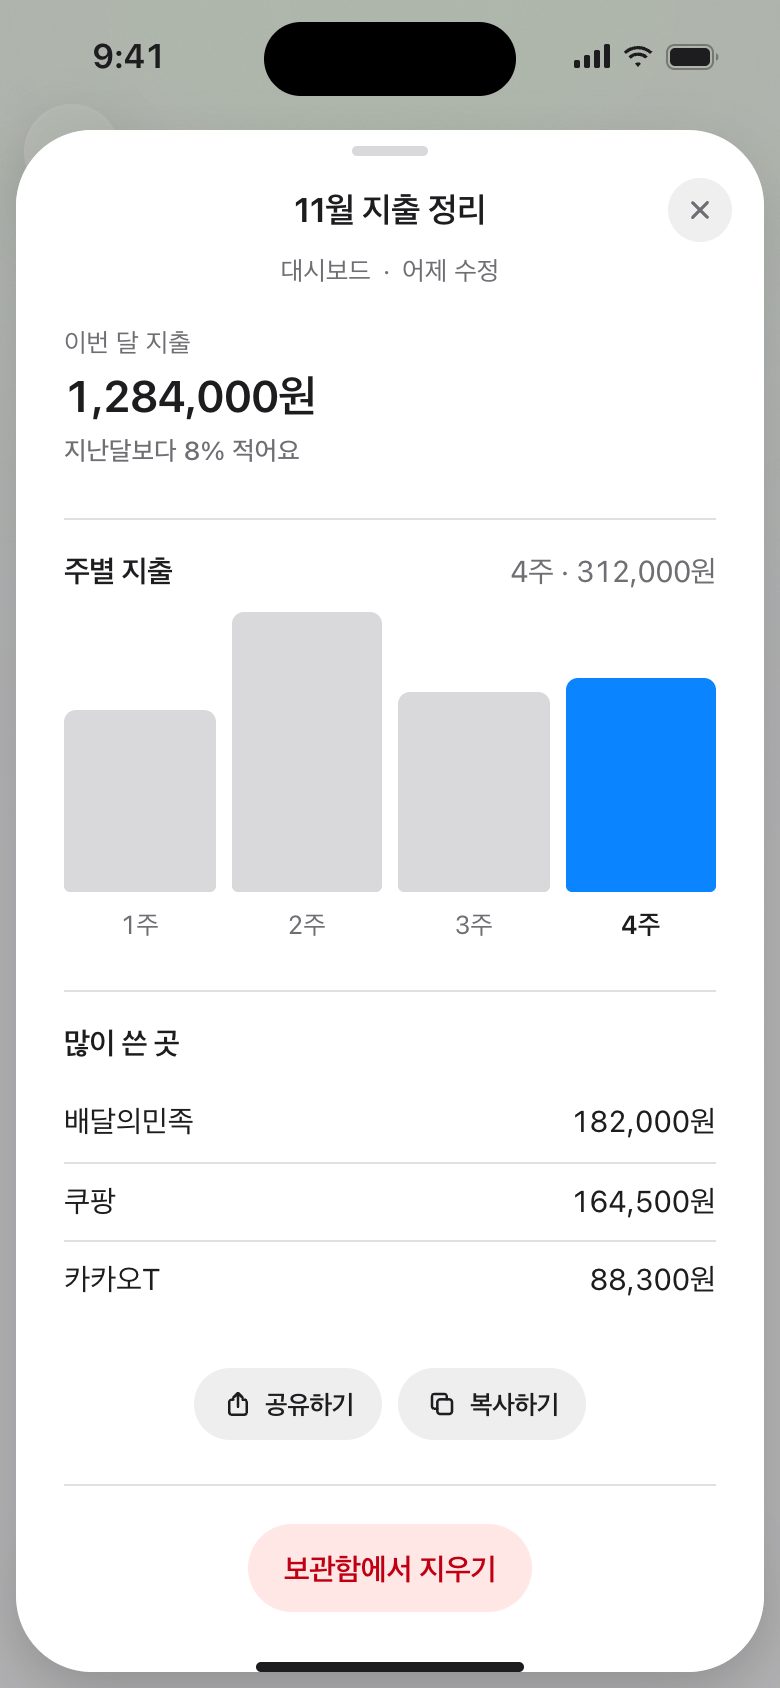 9:41
11월 지출 정리
대시보드 · 어제 수정
이번 달 지출
1,284,000원
지난달보다 8% 적어요
주별 지출
4주 · 312,000원
1주
2주
3주
4주
많이 쓴 곳
배달의민족
182,000원
쿠팡
164,500원
카카오T
88,300원
공유하기
복사하기
보관함에서 지우기